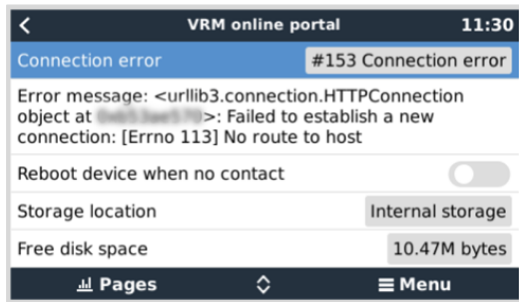 VRM online portal 11:30
Connection error #153 Connection error
Error message: <urllib3.connection.HTTPConnection
object at >: Failed to establish a new
connection: [Errno 113] No route to host
Reboot device when no contact
Storage location Internal storage
Free disk space 10.47M bytes
Pages Menu